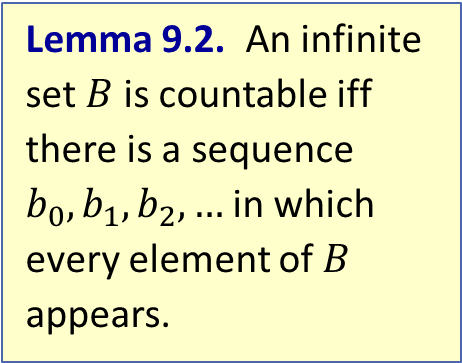 Lemma 9.2. An infinite
set B is countable iff
there is a sequence
b₀, b₁, b₂, … in which
every element of B
appears.